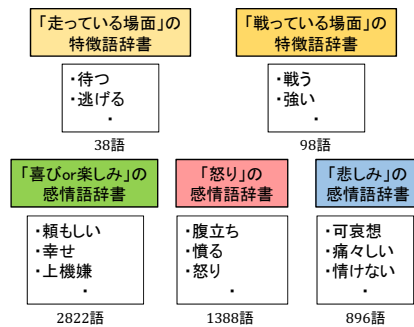 「走っている場面」の
特徴語辞書
「戦っている場面」の
特徴語辞書
・待つ
・逃げる
・
・戦う
・強い
・
38語
98語
「喜びor楽しみ」の
感情語辞書
「怒り」の
感情語辞書
「悲しみ」の
感情語辞書
・頼もしい
・幸せ
・上機嫌
・
・腹立ち
・憤る
・怒り
・
・可哀想
・痛々しい
・情けない
・
2822語
1388語
896語